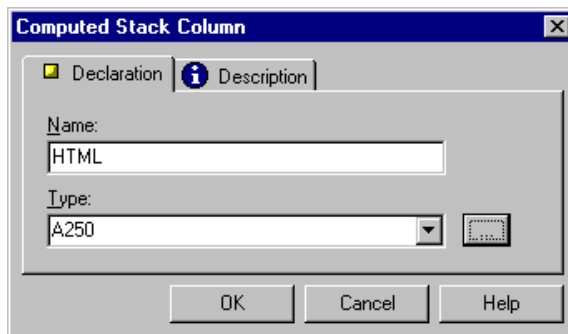 Computed Stack Column
Declaration
Description
Name:
HTML
Type:
A250
...
OK
Cancel
Help